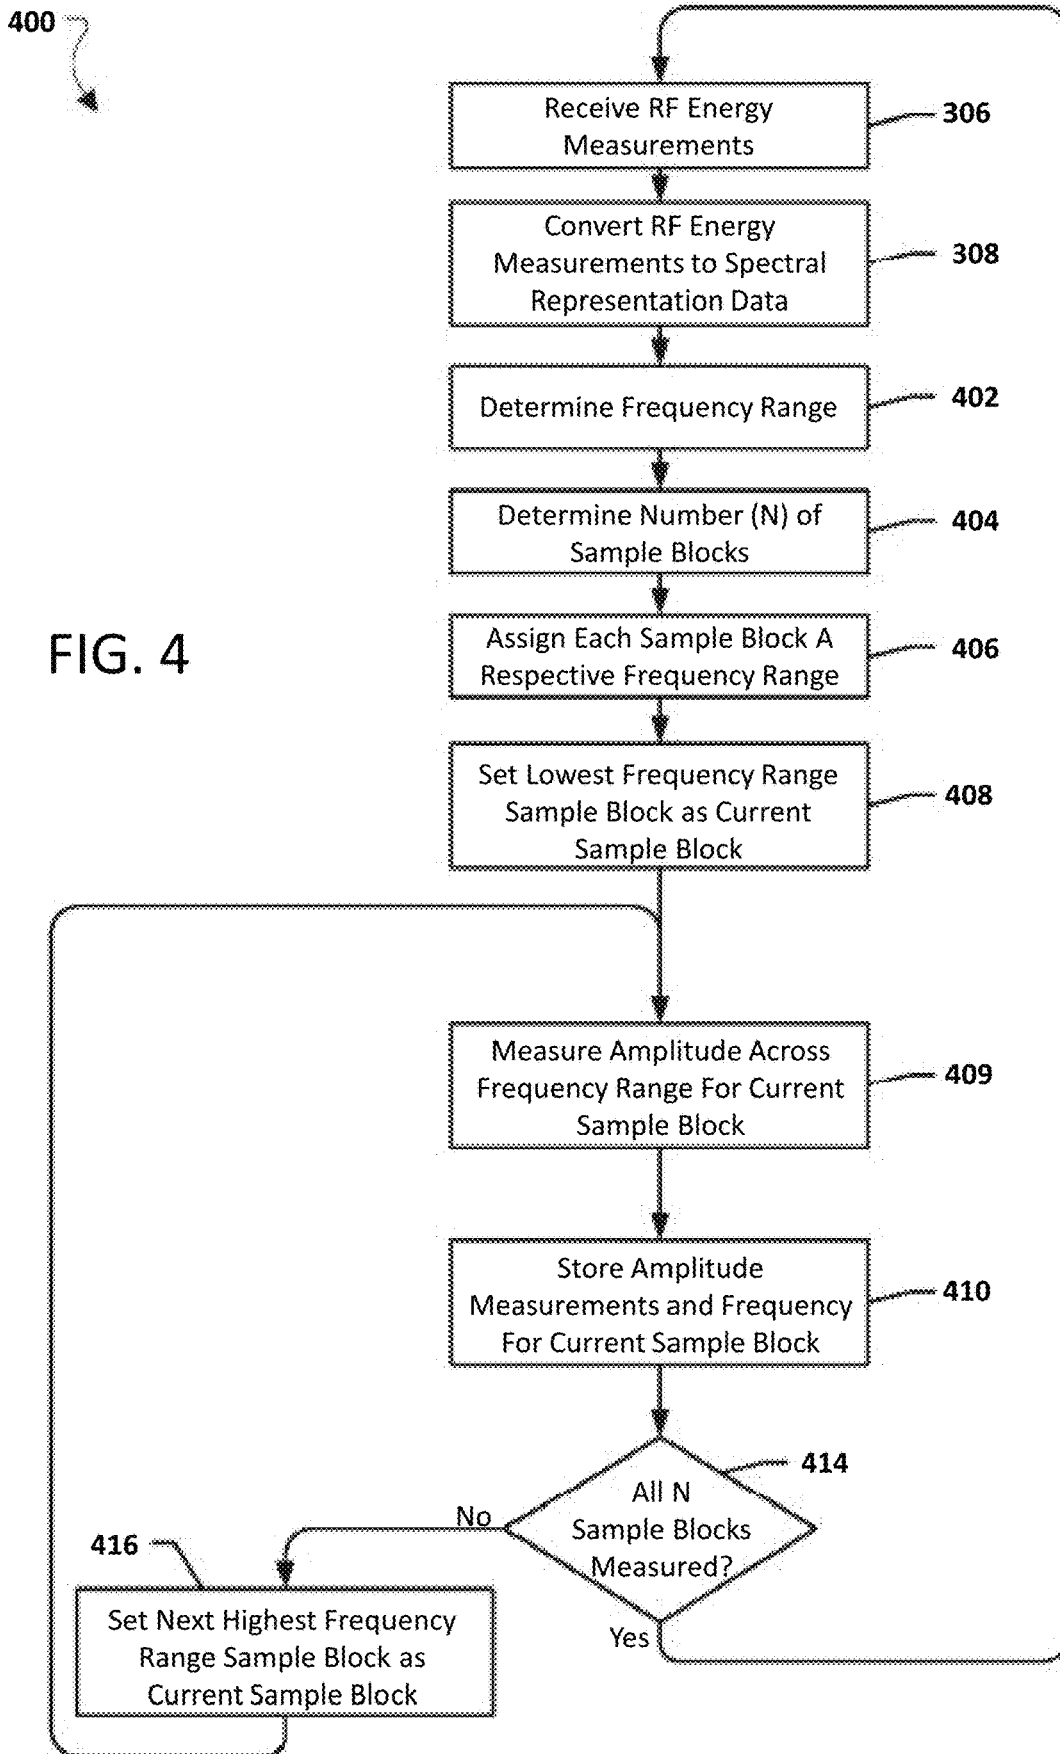 400
Receive RF Energy
Measurements
306
Convert RF Energy
Measurements to Spectral
Representation Data
308
Determine Frequency Range
402
Determine Number (N) of
Sample Blocks
404
FIG. 4
Assign Each Sample Block A
Respective Frequency Range
406
Set Lowest Frequency Range
Sample Block as Current
Sample Block
408
Measure Amplitude Across
Frequency Range For Current
Sample Block
409
Store Amplitude
Measurements and Frequency
For Current Sample Block
410
All N
Sample Blocks
Measured?
414
No
Yes
416
Set Next Highest Frequency
Range Sample Block as
Current Sample Block